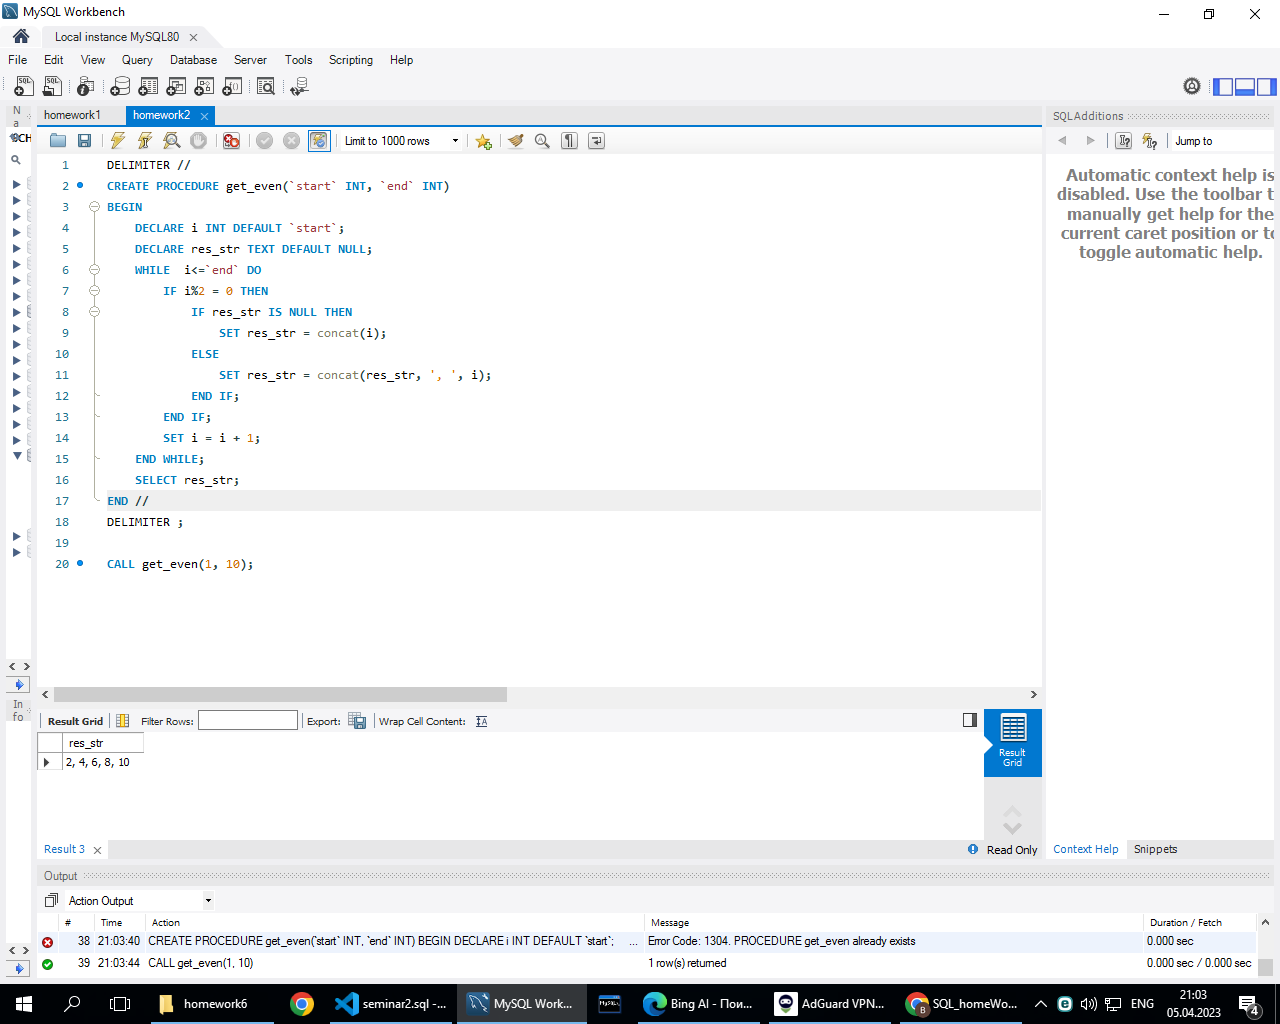 MySQL Workbench
Local instance MySQL80
File Edit View Query Database Server Tools Scripting Help
N
a
SCH
homework1 homework2
SQLAdditions
Limit to 1000 rows
Jump to
1 DELIMITER //
2 CREATE PROCEDURE get_even(`start` INT, `end` INT)
3 BEGIN
4 DECLARE i INT DEFAULT `start`;
5 DECLARE res_str TEXT DEFAULT NULL;
6 WHILE i<=`end` DO
7 IF i%2 = 0 THEN
8 IF res_str IS NULL THEN
9 SET res_str = concat(i);
10 ELSE
11 SET res_str = concat(res_str, ', ', i);
12 END IF;
13 END IF;
14 SET i = i + 1;
15 END WHILE;
16 SELECT res_str;
17 END //
18 DELIMITER ;
19
20 CALL get_even(1, 10);
Automatic context help is
disabled. Use the toolbar t
manually get help for the
current caret position or to
toggle automatic help.
In
fo
Result Grid Filter Rows: Export: Wrap Cell Content:
res_str
2, 4, 6, 8, 10
Result
Grid
Result 3
Read Only
Context Help Snippets
Output
Action Output
# Time Action Message Duration / Fetch
38 21:03:40 CREATE PROCEDURE get_even(`start` INT, `end` INT) BEGIN DECLARE i INT DEFAULT `start`; ... Error Code: 1304. PROCEDURE get_even already exists 0.000 sec
39 21:03:44 CALL get_even(1, 10) 1 row(s) returned 0.000 sec / 0.000 sec
homework6 seminar2.sql -... MySQL Work... Bing AI - Пои... AdGuard VPN... SQL_homeWo... ENG
21:03
05.04.2023
4